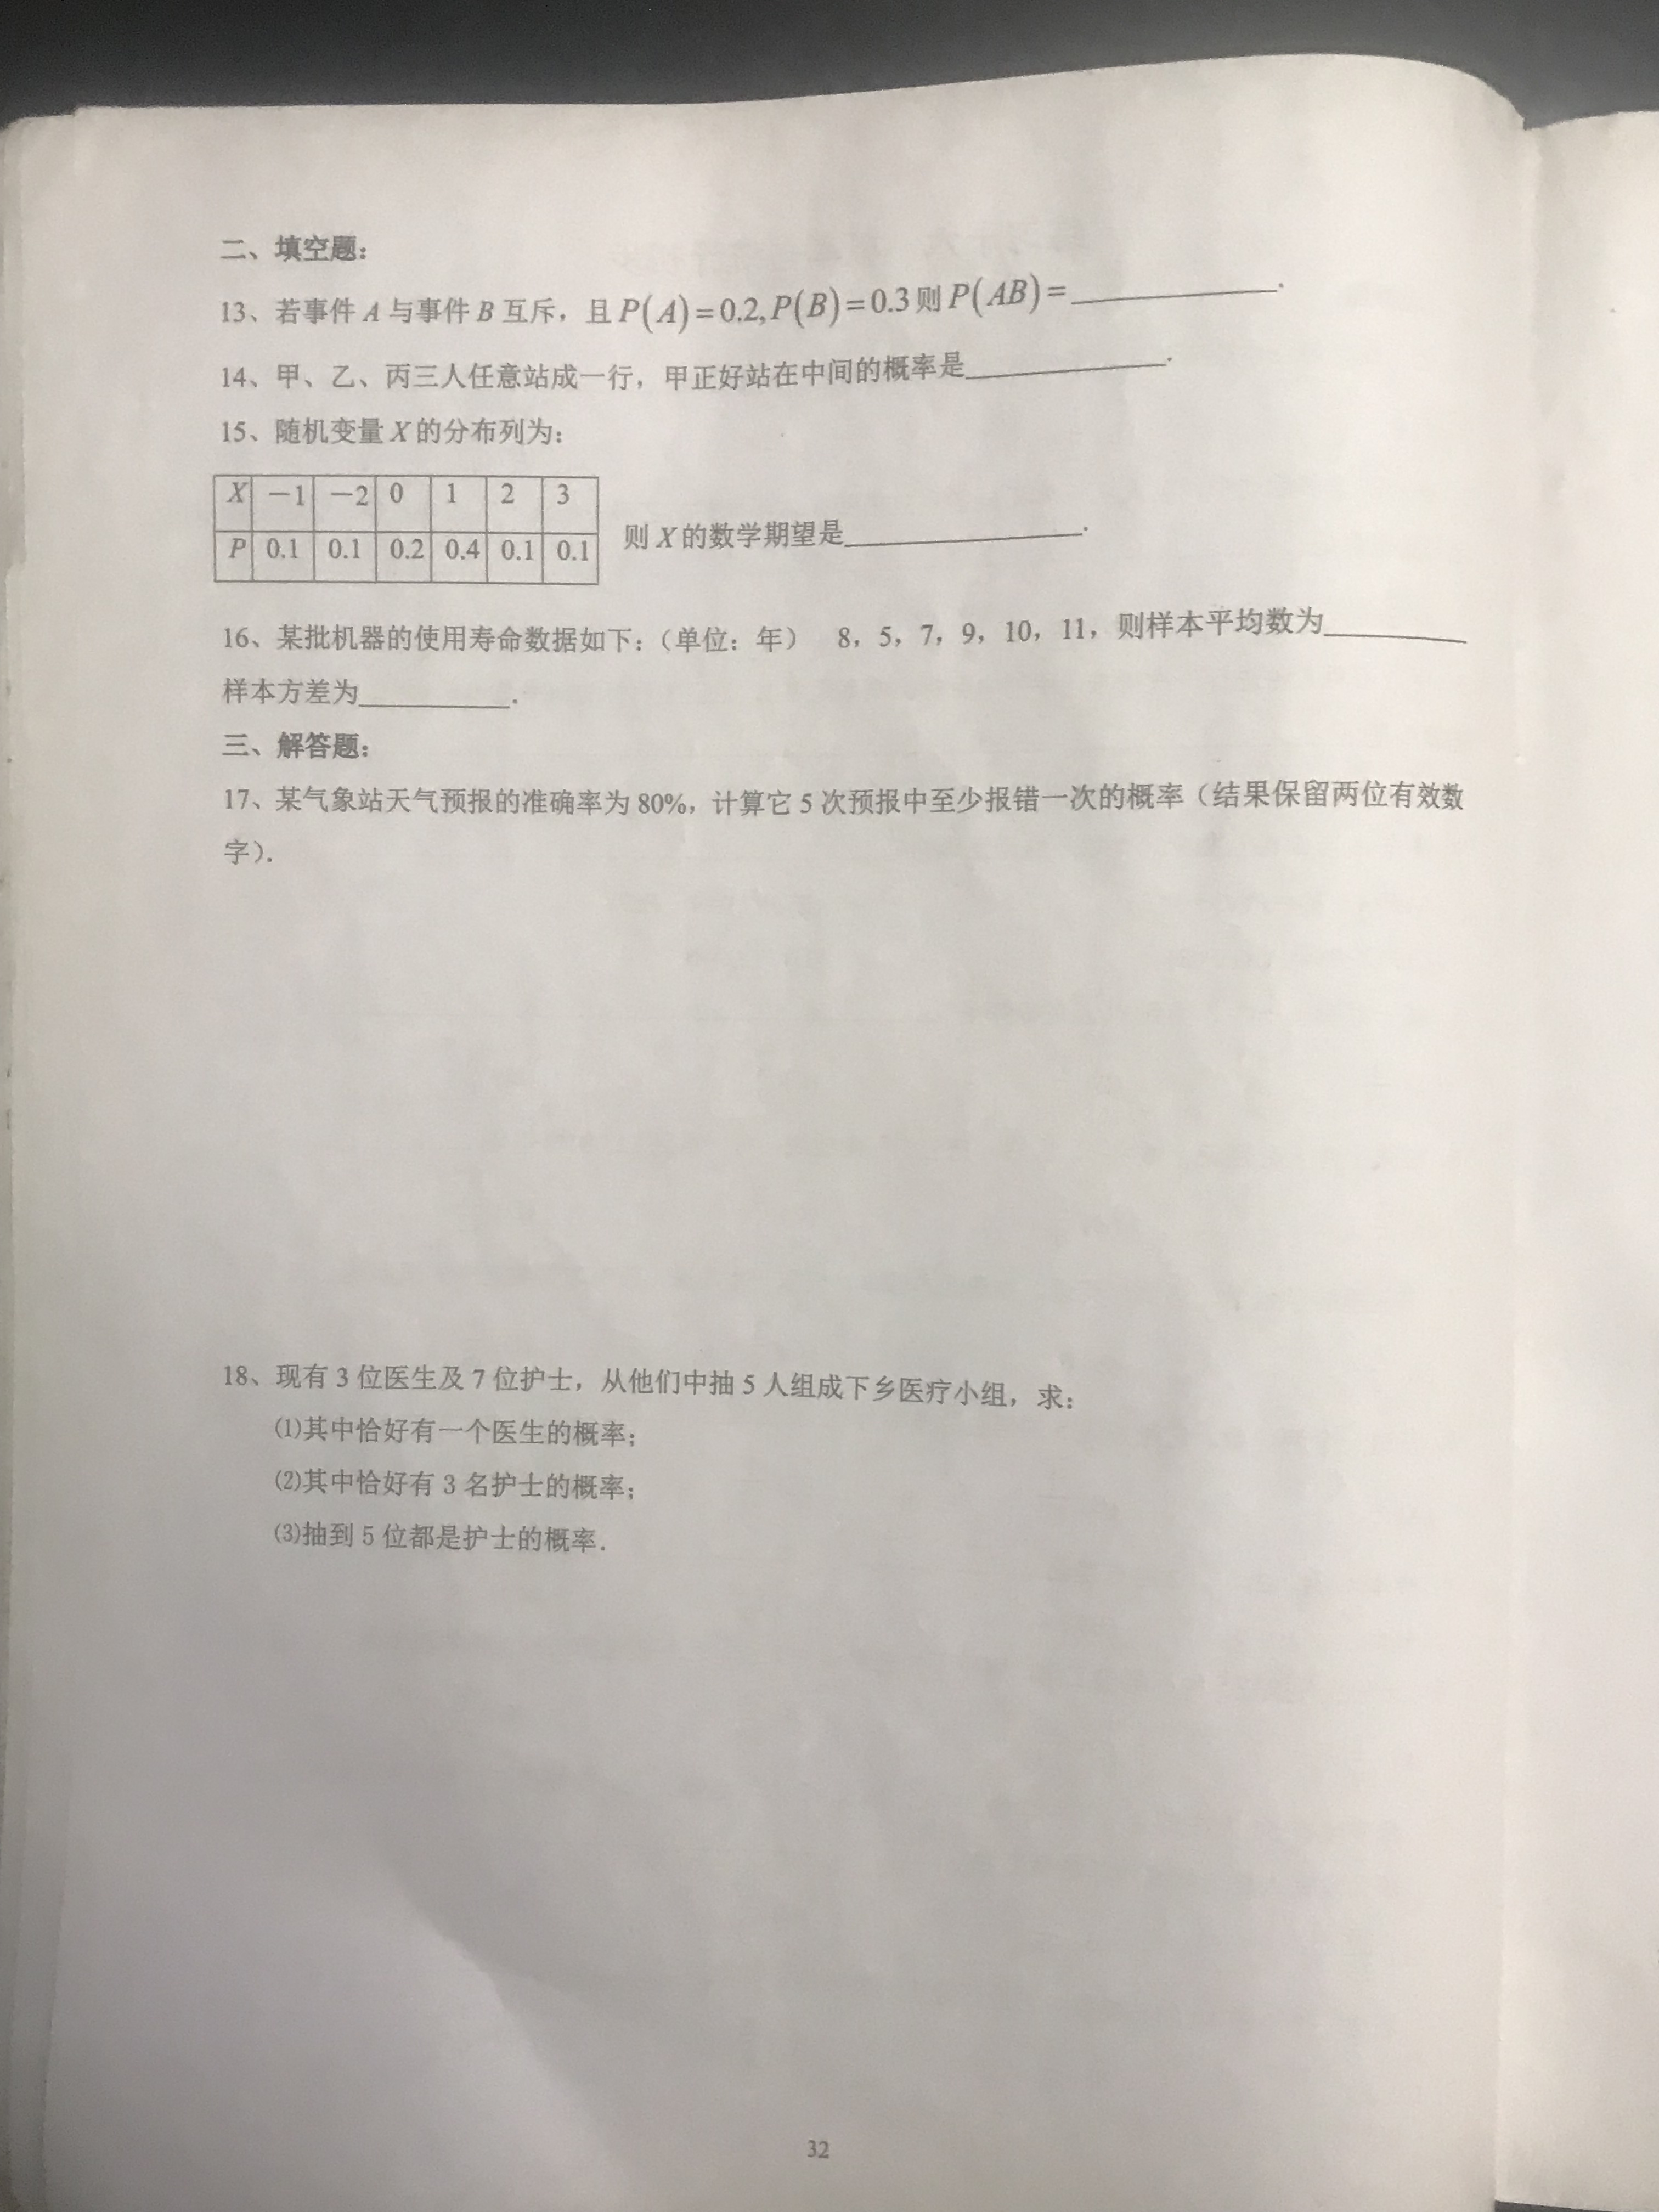 二、填空题：
13、若事件 A 与事件 B 互斥，且 P(A)=0.2,P(B)=0.3 则 P(AB)=____________.
14、甲、乙、丙三人任意站成一行，甲正好站在中间的概率是____________.
15、随机变量 X 的分布列为：
X －1 －2 0 1 2 3
P 0.1 0.1 0.2 0.4 0.1 0.1
则 X 的数学期望是____________.
16、某批机器的使用寿命数据如下：（单位：年） 8，5，7，9，10，11，则样本平均数为________
样本方差为________.
三、解答题：
17、某气象站天气预报的准确率为 80%，计算它 5 次预报中至少报错一次的概率（结果保留两位有效数
字）.
18、现有 3 位医生及 7 位护士，从他们中抽 5 人组成下乡医疗小组，求：
⑴其中恰好有一个医生的概率；
⑵其中恰好有 3 名护士的概率；
⑶抽到 5 位都是护士的概率.
32